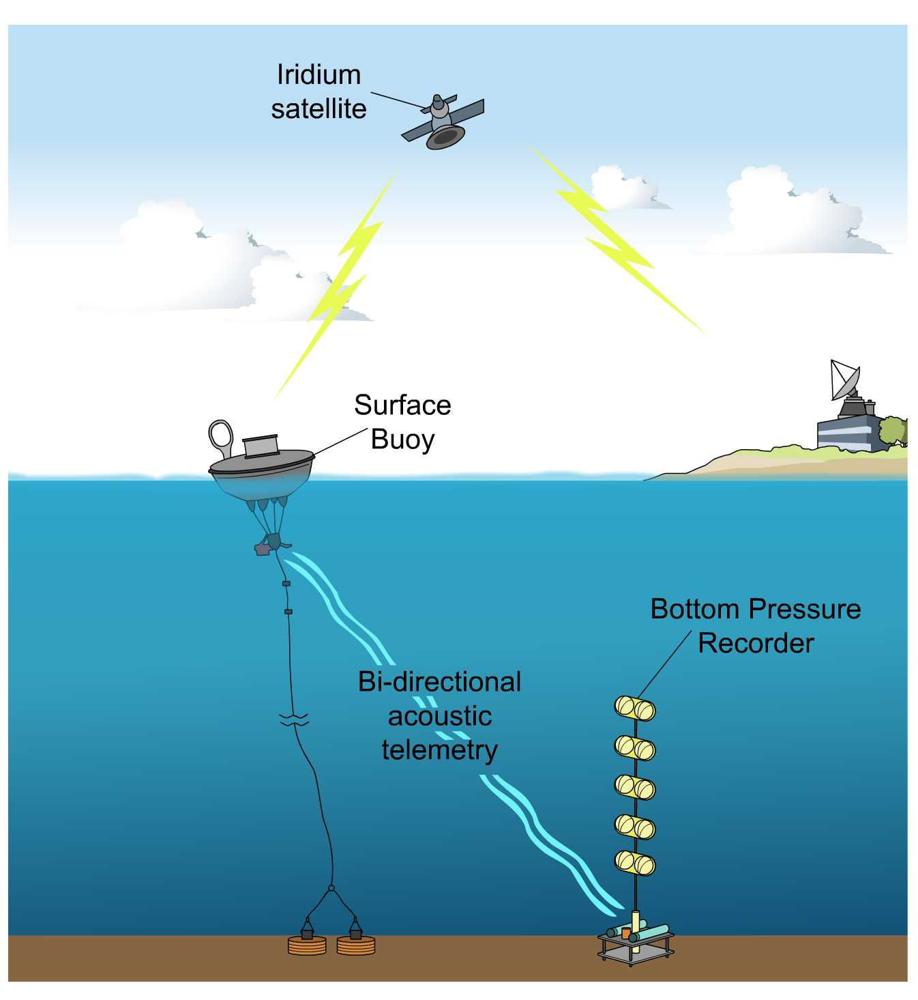 Iridium
satellite
Surface
Buoy
Bottom Pressure
Recorder
Bi-directional
acoustic
telemetry